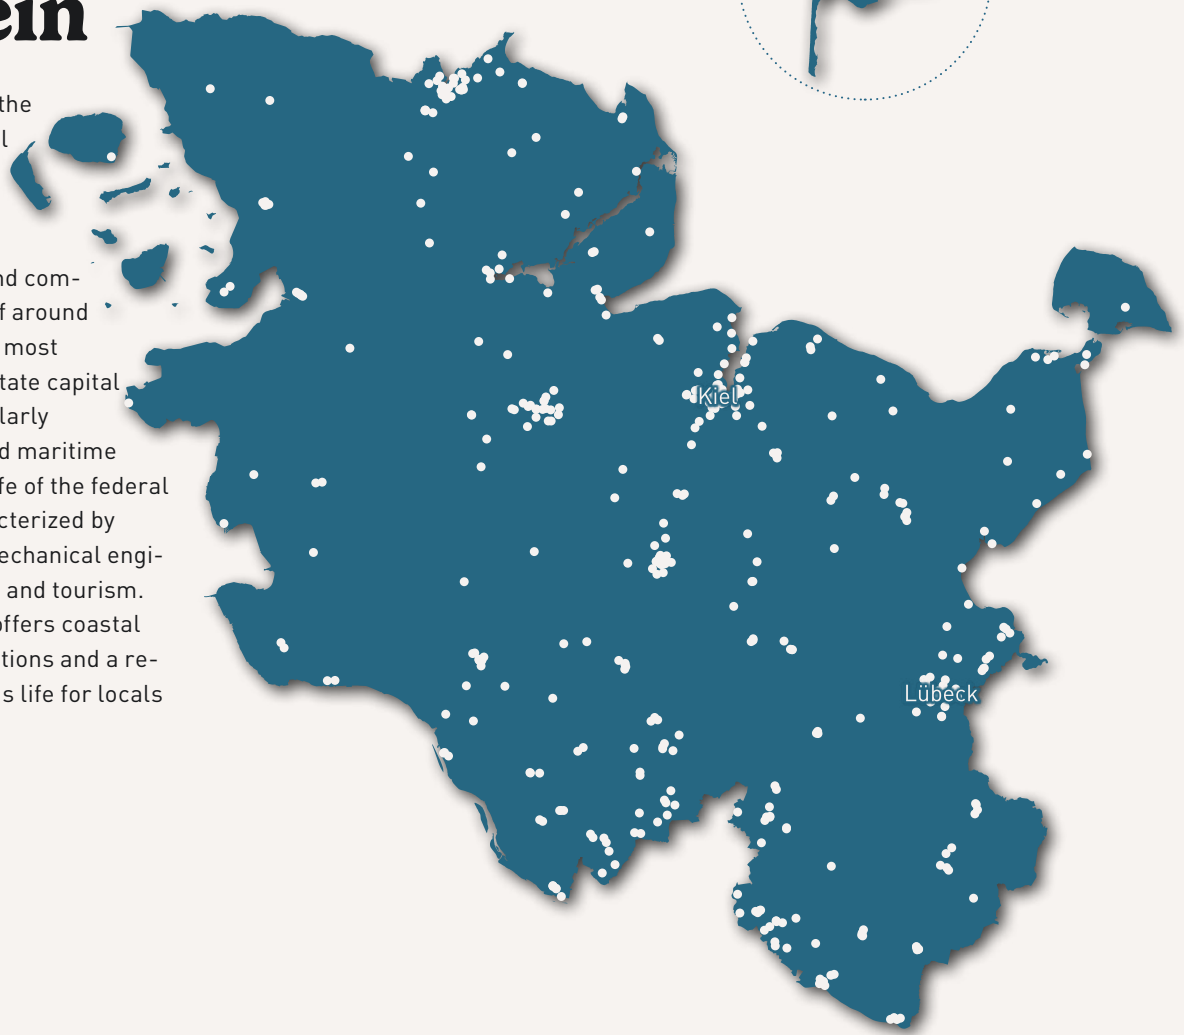 ein
the
l
nd com-
f around
most
tate capital
larly
d maritime
fe of the federal
cterized by
echanical engi-
and tourism.
offers coastal
tions and a re-
s life for locals
Kiel
Lübeck